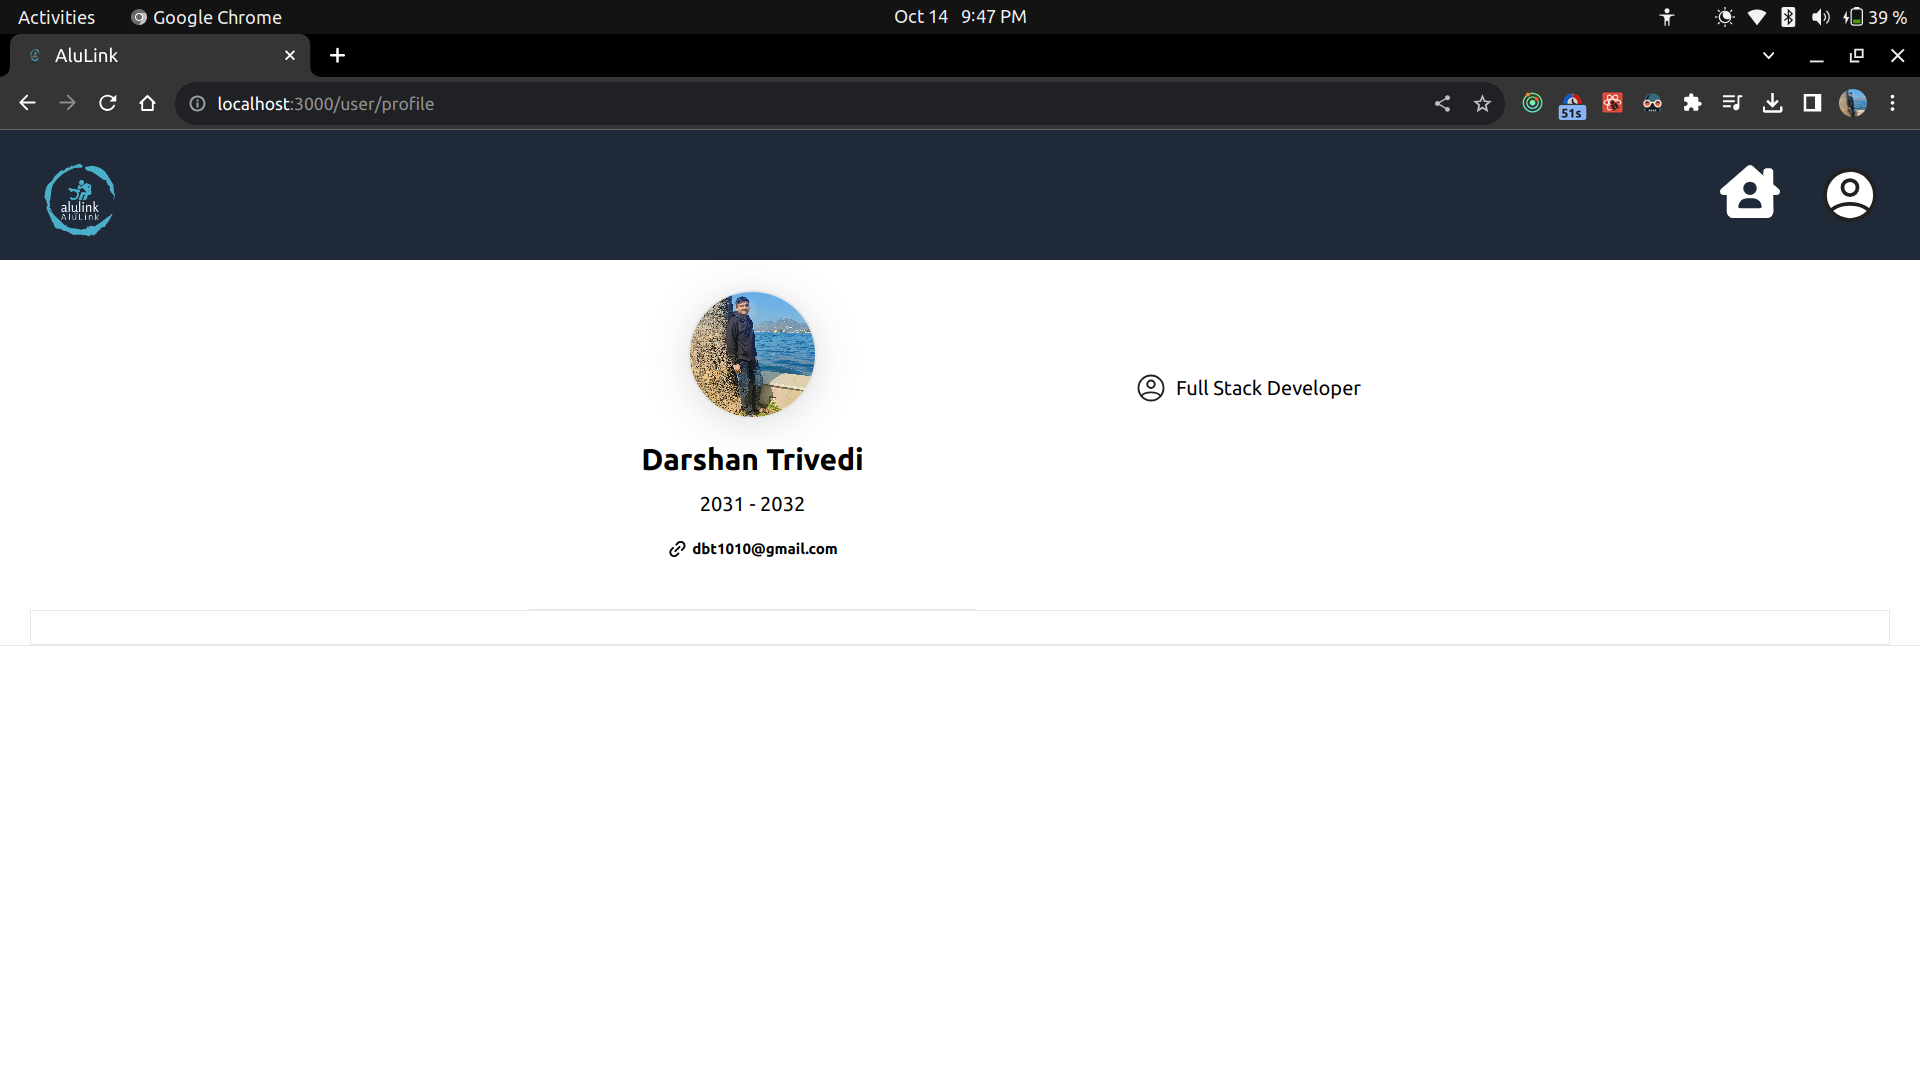 Activities Google Chrome Oct 14 9:47 PM 39 %
AluLink
localhost:3000/user/profile 51s
alulink
AluLink
Full Stack Developer
Darshan Trivedi
2031 - 2032
dbt1010@gmail.com